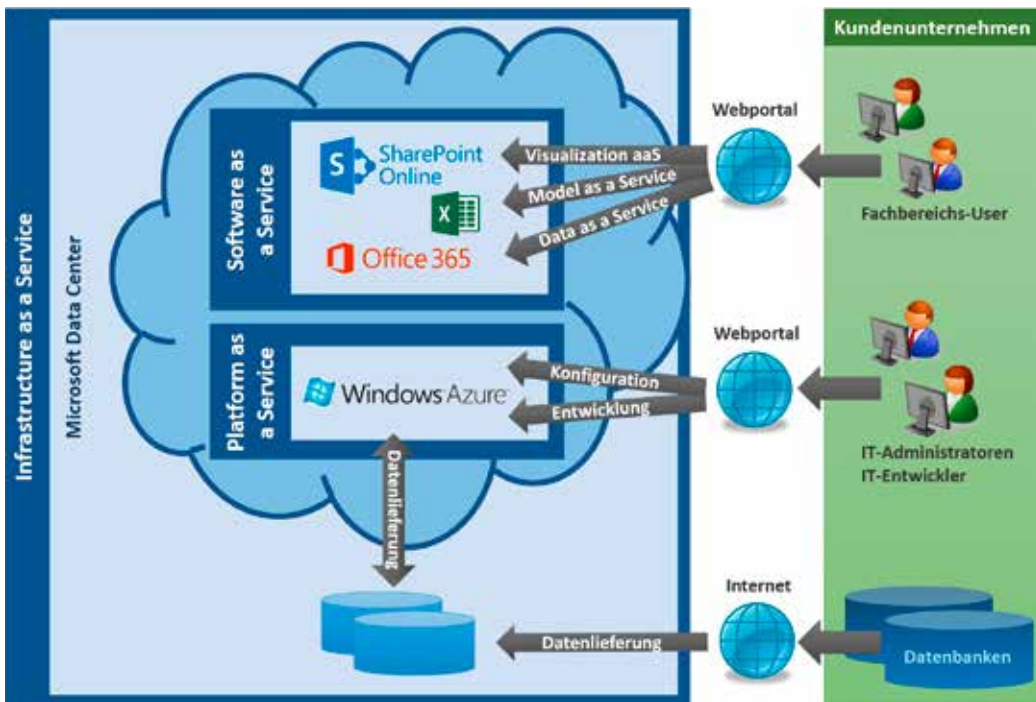 Infrastructure as a Service
Microsoft Data Center
Software as
a Service
S
SharePoint
Online
X
Office 365
Visualization aaS
Model as a Service
Data as a Service
Webportal
Kundenunternehmen
Fachbereichs-User
Platform as
a Service
Windows Azure
Konfiguration
Entwicklung
Webportal
IT-Administratoren
IT-Entwickler
Datenlieferung
Datenlieferung
Internet
Datenbanken